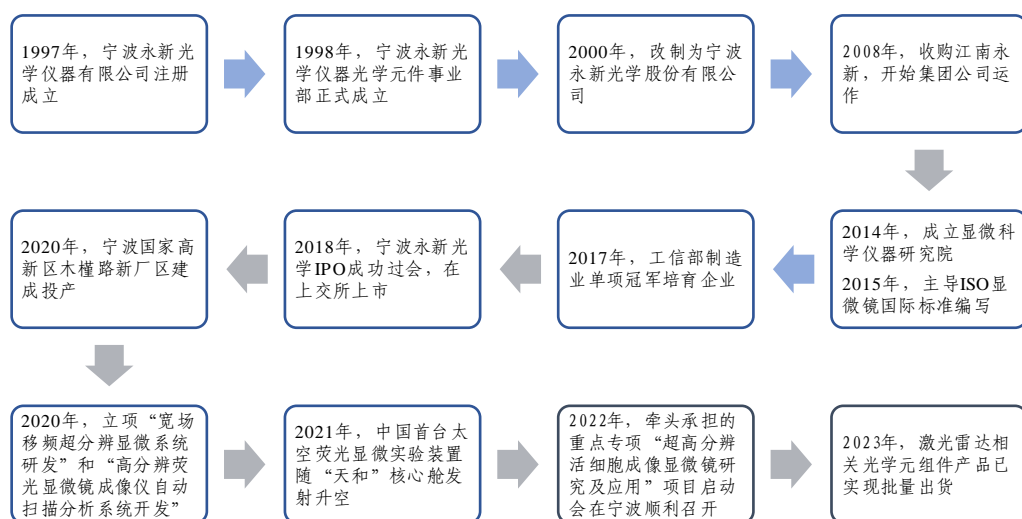 1997年，宁波永新光
学仪器有限公司注册
成立
1998年，宁波永新光
学仪器光学元件事业
部正式成立
2000年，改制为宁波
永新光学股份有限公
司
2008年，收购江南永
新，开始集团公司运
作
2014年，成立显微科
学仪器研究院
2015年，主导ISO显
微镜国际标准编写
2017年，工信部制造
业单项冠军培育企业
2018年，宁波永新光
学IPO成功过会，在
上交所上市
2020年，宁波国家高
新区木槿路新厂区建
成投产
2020年，立项“宽场
移频超分辨显微系统
研发”和“高分辨荧
光显微镜成像仪自动
扫描分析系统开发”
2021年，中国首台太
空荧光显微实验装置
随“天和”核心舱发
射升空
2022年，牵头承担的
重点专项“超高分辨
活细胞成像显微镜研
究及应用”项目启动
会在宁波顺利召开
2023年，激光雷达相
关光学元组件产品已
实现批量出货